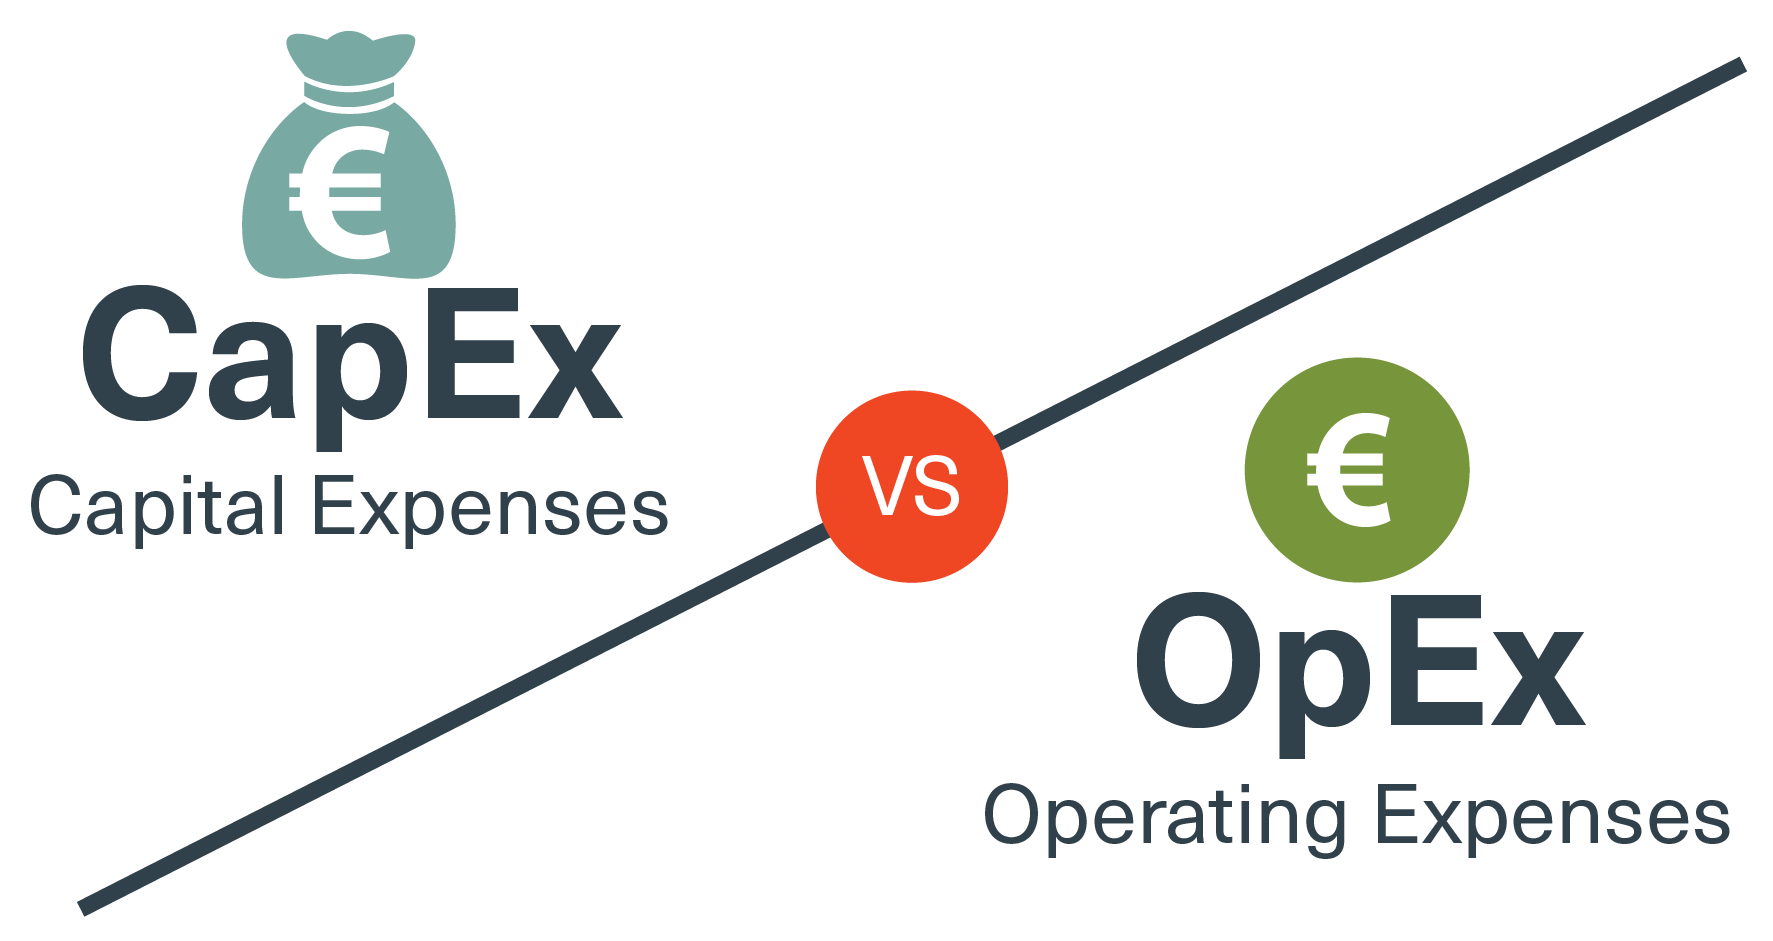 €
CapEx
Capital Expenses
VS
€
OpEx
Operating Expenses